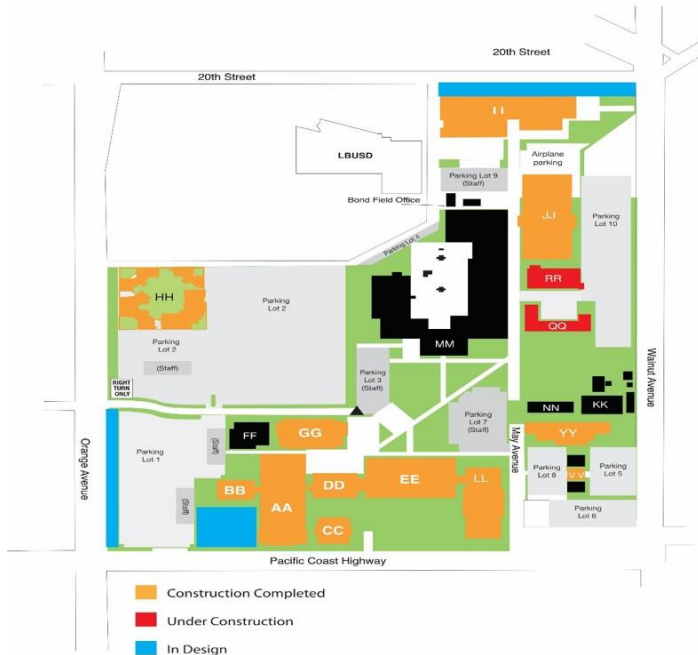 20th Street
20th Street
II
LBUSD
Airplane
parking
Parking Lot 9
(Staff)
Bond Field Office
JJ
Parking
Lot 10
Parking Lot 4
RR
HH
Parking
Lot 2
QQ
Parking
Lot 2
MM
(Staff)
Parking
Lot 3
(Staff)
Walnut Avenue
RIGHT
TURN
ONLY
NN
KK
Parking
Lot 7
(Staff)
FF
GG
YY
May Avenue
Orange Avenue
Parking
Lot 1
(Staff)
Parking
Lot 8
VV
Parking
Lot 5
BB
AA
DD
EE
LL
(Staff)
CC
Parking
Lot 6
Pacific Coast Highway
Construction Completed
Under Construction
In Design